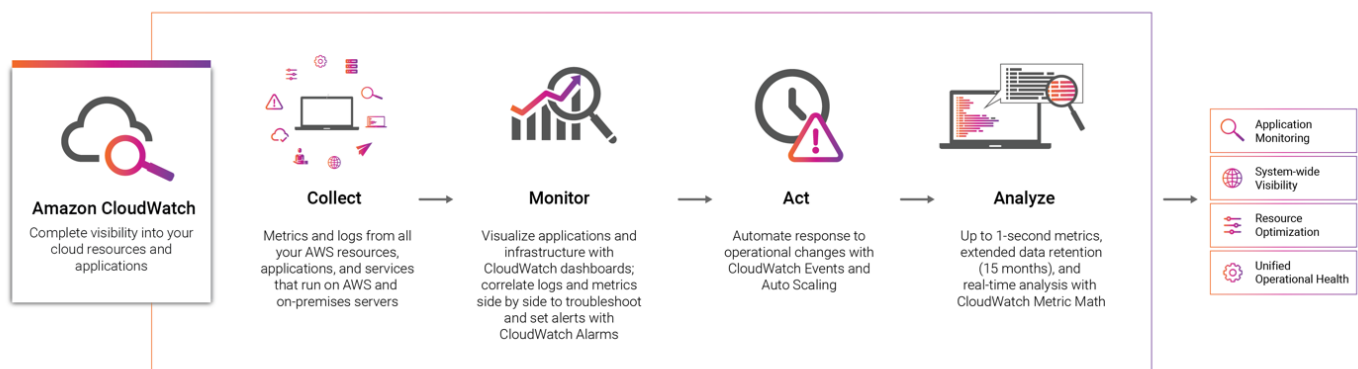 Amazon CloudWatch
Complete visibility into your
cloud resources and
applications
Collect
Metrics and logs from all
your AWS resources,
applications, and services
that run on AWS and
on-premises servers
Monitor
Visualize applications and
infrastructure with
CloudWatch dashboards;
correlate logs and metrics
side by side to troubleshoot
and set alerts with
CloudWatch Alarms
Act
Automate response to
operational changes with
CloudWatch Events and
Auto Scaling
Analyze
Up to 1-second metrics,
extended data retention
(15 months), and
real-time analysis with
CloudWatch Metric Math
Application
Monitoring
System-wide
Visibility
Resource
Optimization
Unified
Operational Health